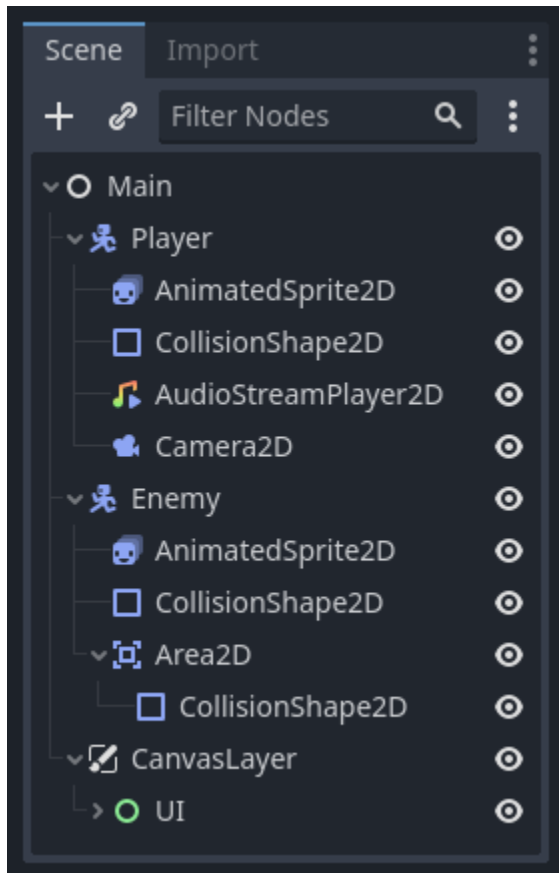 Scene Import
Filter Nodes
Main
Player
AnimatedSprite2D
CollisionShape2D
AudioStreamPlayer2D
Camera2D
Enemy
AnimatedSprite2D
CollisionShape2D
Area2D
CollisionShape2D
CanvasLayer
UI